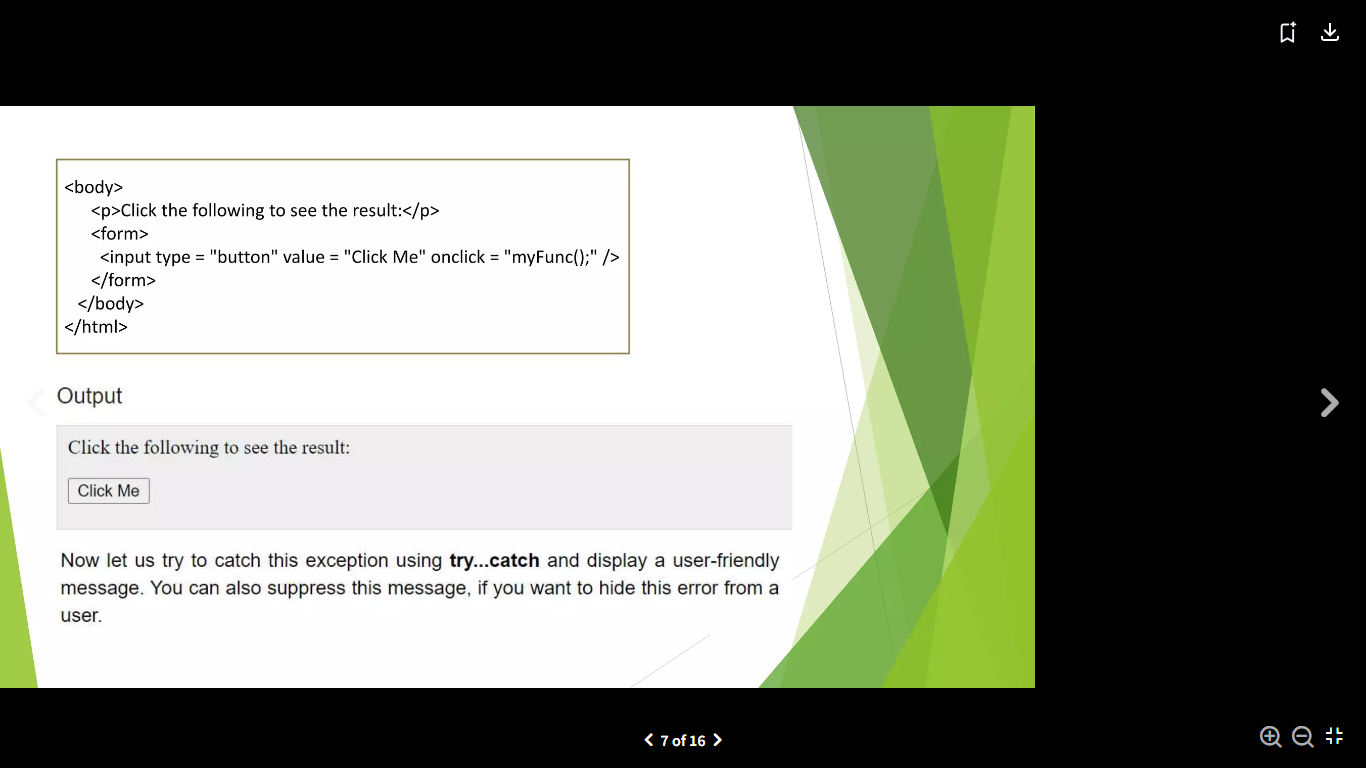 <body>
<p>Click the following to see the result:</p>
<form>
<input type = "button" value = "Click Me" onclick = "myFunc();" />
</form>
</body>
</html>
Output
Click the following to see the result:
Click Me
Now let us try to catch this exception using try...catch and display a user-friendly
message. You can also suppress this message, if you want to hide this error from a
user.
7 of 16